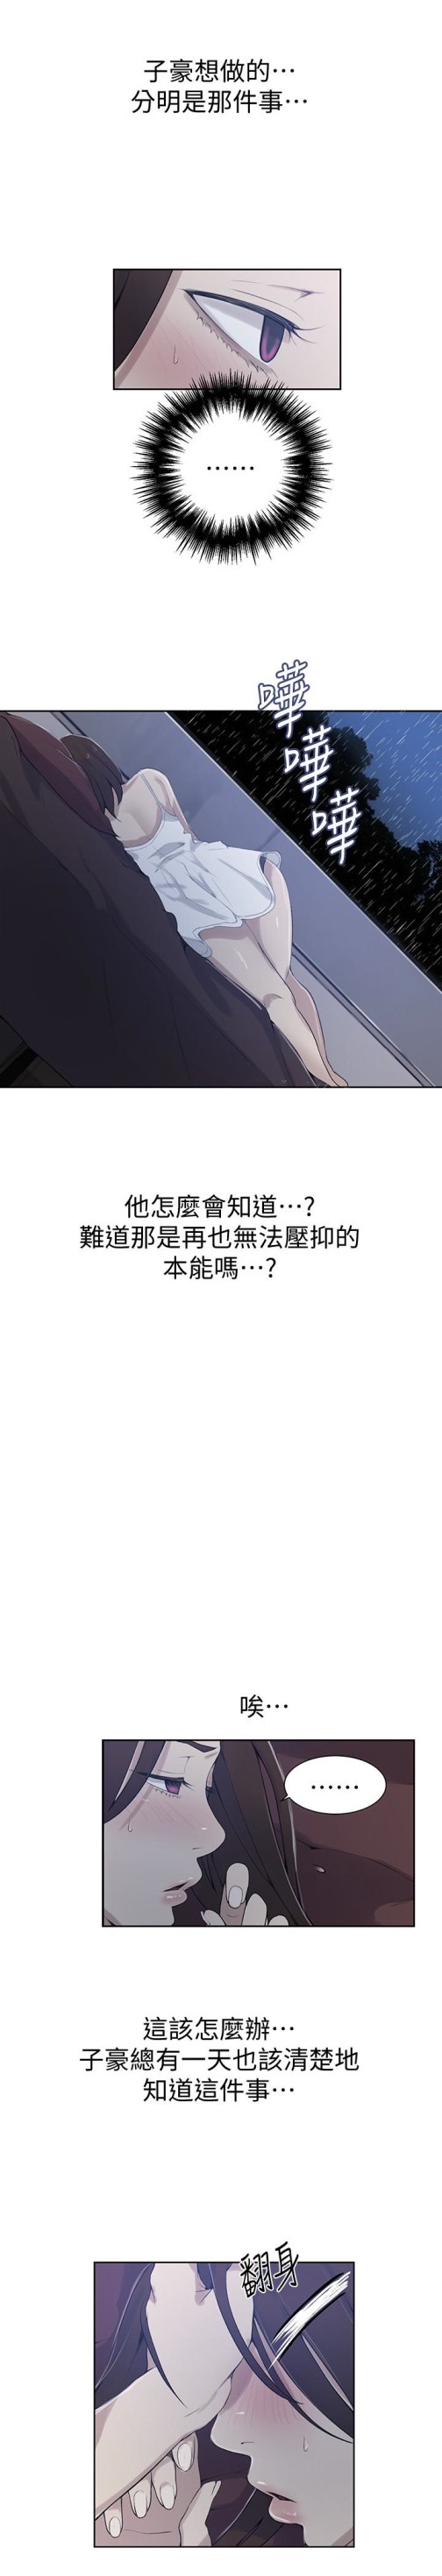 子豪想做的⋯
分明是那件事⋯
⋯⋯
嘩
嘩
嘩
他怎麼會知道⋯?
難道那是再也無法壓抑的
本能嗎⋯?
唉⋯
⋯⋯
這該怎麼辦⋯
子豪總有一天也該清楚地
知道這件事⋯
翻身